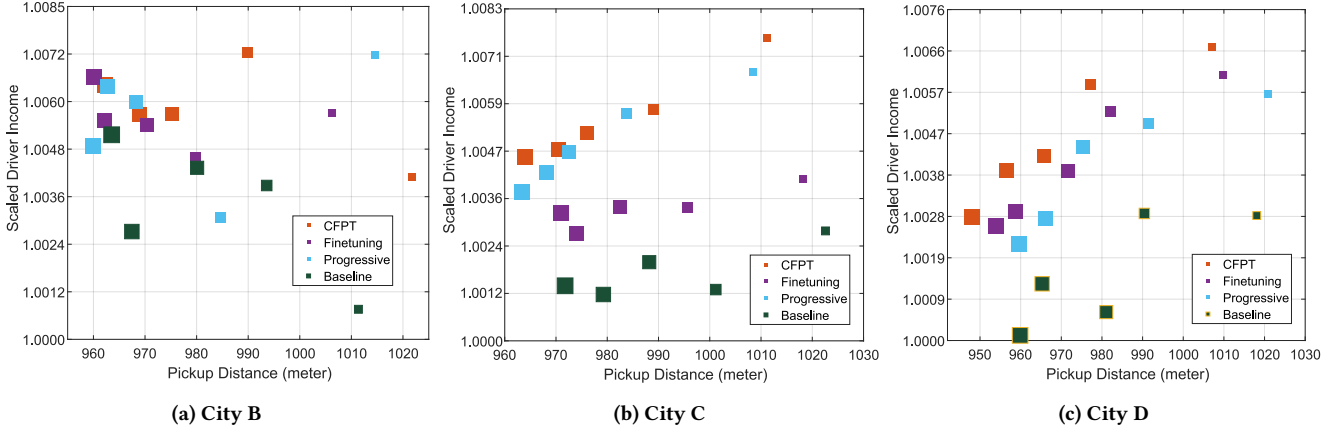 1.0085
1.0072
1.0060
1.0048
1.0036
1.0024
1.0012
1.0000
Scaled Driver Income
960 970 980 990 1000 1010 1020
Pickup Distance (meter)
CFPT
Finetuning
Progressive
Baseline
(a) City B
1.0083
1.0071
1.0059
1.0047
1.0036
1.0024
1.0012
1.0000
Scaled Driver Income
960 970 980 990 1000 1010 1020 1030
Pickup Distance (meter)
CFPT
Finetuning
Progressive
Baseline
(b) City C
1.0076
1.0066
1.0057
1.0047
1.0038
1.0028
1.0019
1.0009
1.0000
Scaled Driver Income
950 960 970 980 990 1000 1010 1020 1030
Pickup Distance (meter)
CFPT
Finetuning
Progressive
Baseline
(c) City D